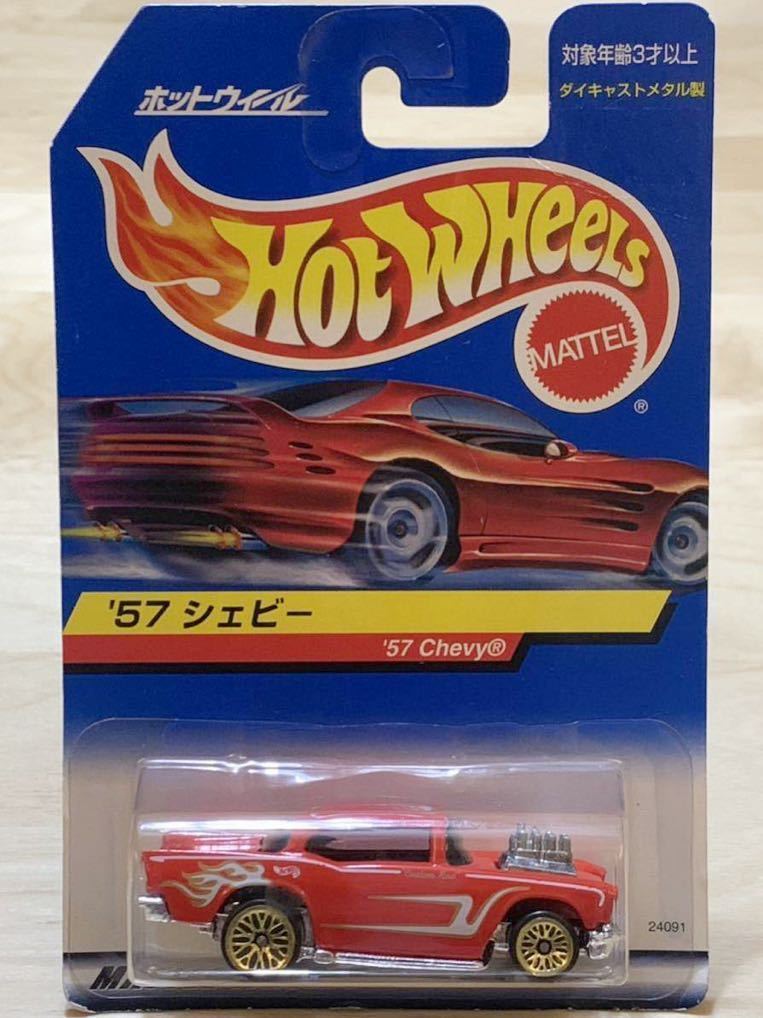 対象年齢3才以上
ホットウィール
ダイキャストメタル製
HOT WHEELS
MATTEL
®
'57 シェビー
'57 Chevy®
24091